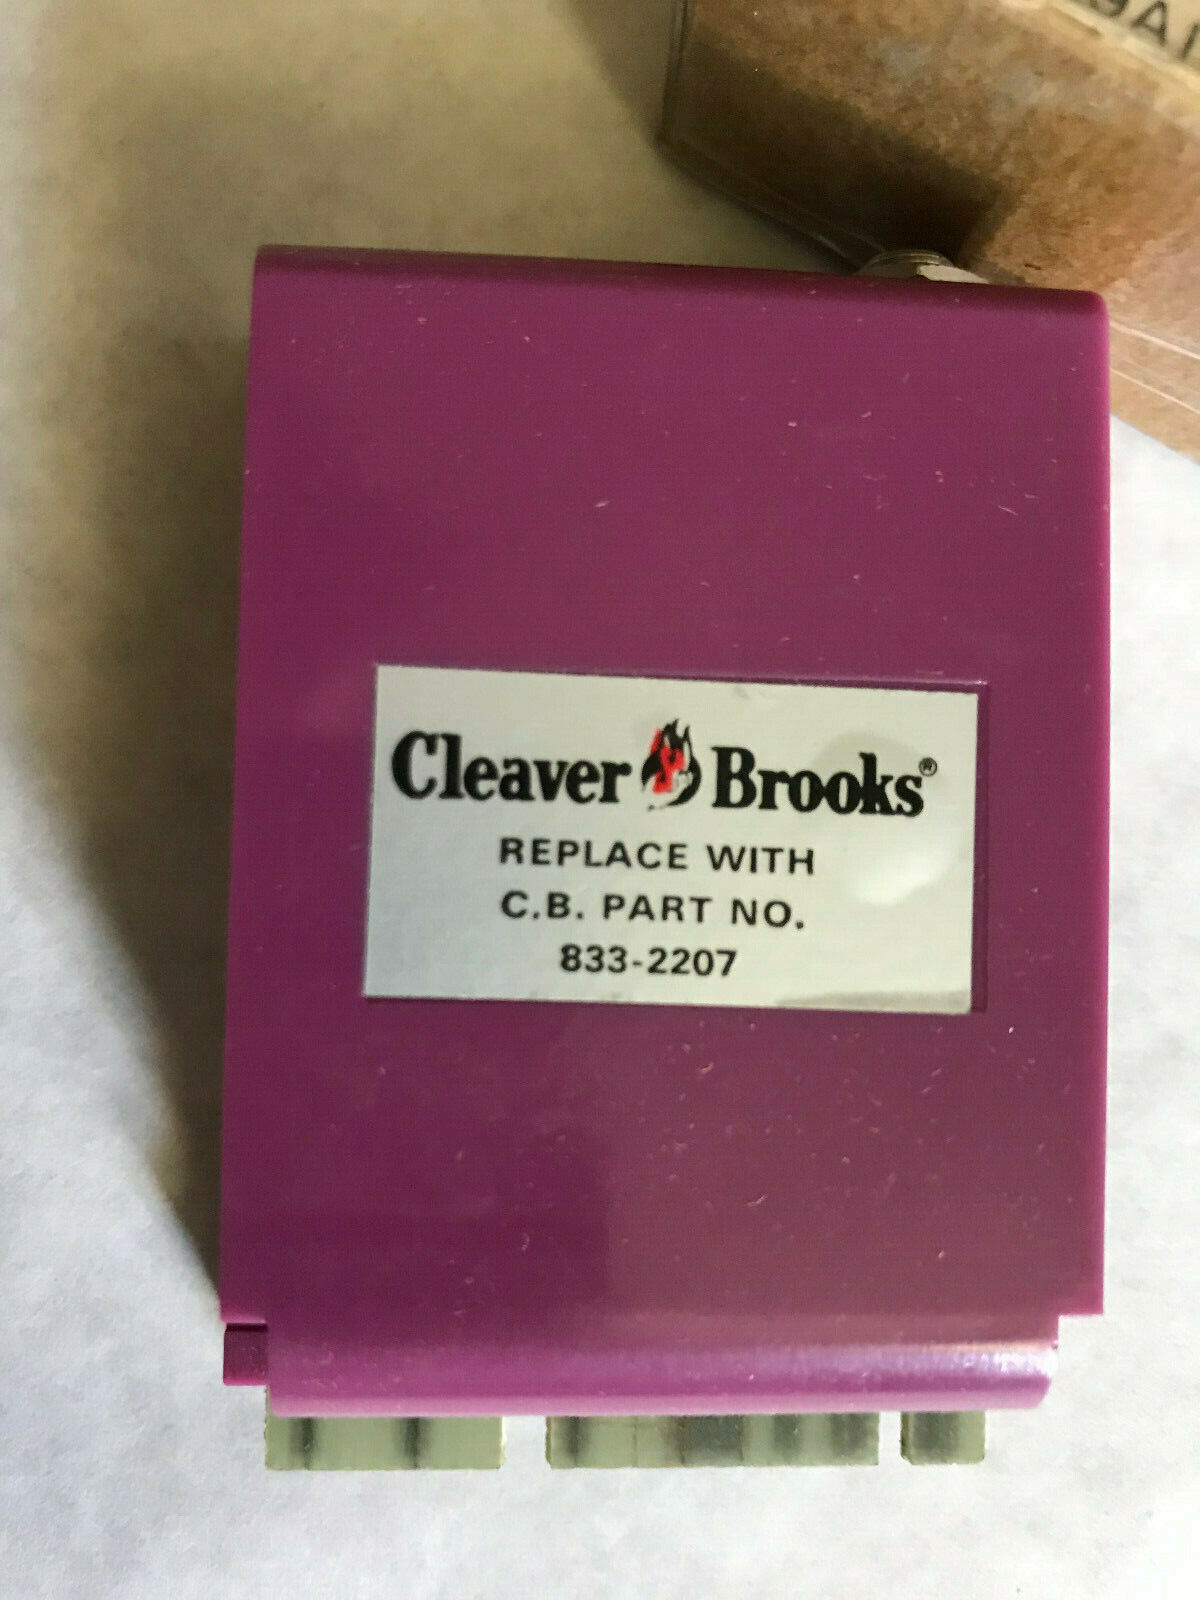 Cleaver Brooks®
REPLACE WITH
C.B. PART NO.
833-2207